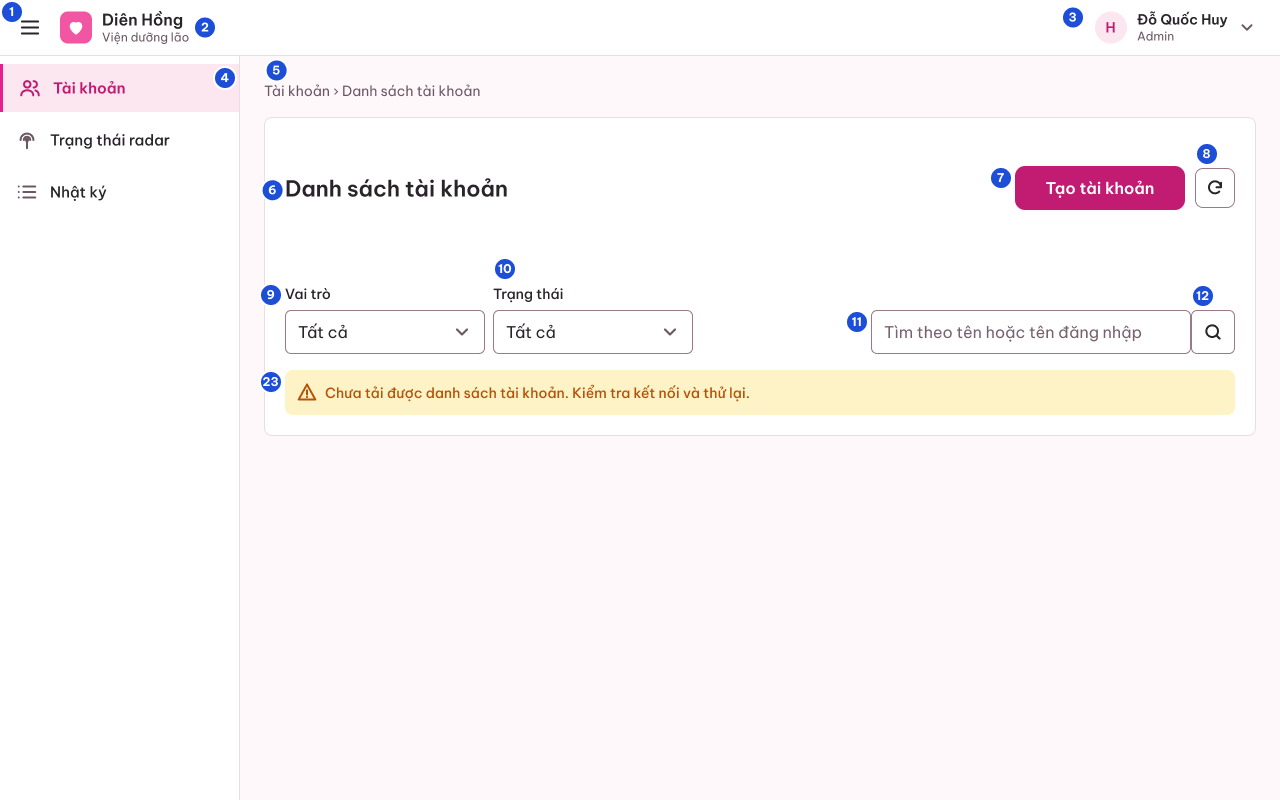 1
Diên Hồng
Viện dưỡng lão
2
3
H
Đỗ Quốc Huy
Admin
Tài khoản
4
Trạng thái radar
Nhật ký
5
Tài khoản › Danh sách tài khoản
6
Danh sách tài khoản
7
Tạo tài khoản
8
9
Vai trò
Tất cả
10
Trạng thái
Tất cả
11
Tìm theo tên hoặc tên đăng nhập
12
23
Chưa tải được danh sách tài khoản. Kiểm tra kết nối và thử lại.